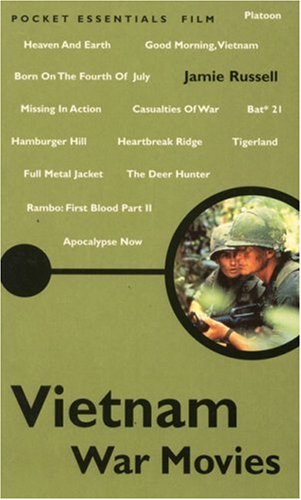 POCKET ESSENTIALS FILM Platoon
Heaven And Earth Good Morning, Vietnam
Born On The Fourth Of July Jamie Russell
Missing In Action Casualties Of War Bat* 21
Hamburger Hill Heartbreak Ridge Tigerland
Full Metal Jacket The Deer Hunter
Rambo: First Blood Part II
Apocalypse Now
Vietnam
War Movies